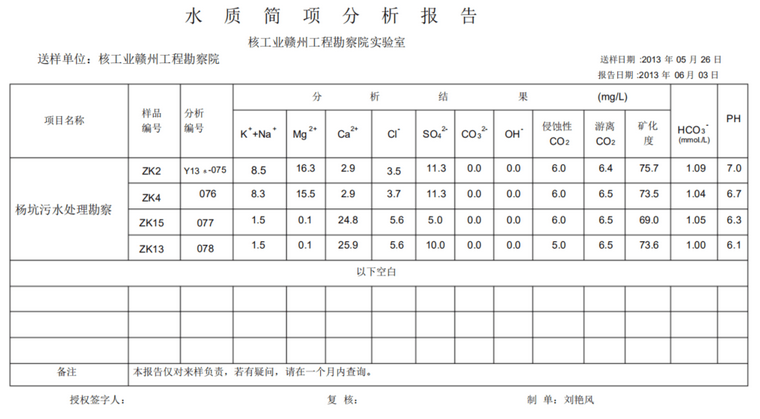 水 质 简 项 分 析 报 告
核工业赣州工程勘察院实验室
送样单位：核工业赣州工程勘察院
送样日期:2013 年 05 月 26 日
报告日期:2013 年 06 月 03 日
项目名称 样品编号 分析编号 分 析 结 果 (mg/L) HCO₃⁻ (mmol/L) PH
K⁺+Na⁺ Mg²⁺ Ca²⁺ Cl⁻ SO₄²⁻ CO₃²⁻ OH⁻ 侵蚀性CO₂ 游离CO₂ 矿化度
杨坑污水处理勘察
ZK2 Y13 -075 8.5 16.3 2.9 3.5 11.3 0.0 0.0 6.0 6.4 75.7 1.09 7.0
ZK4 076 8.3 15.5 2.9 3.7 11.3 0.0 0.0 6.0 6.5 73.5 1.04 6.7
ZK15 077 1.5 0.1 24.8 5.6 5.0 0.0 0.0 6.0 6.5 69.0 1.05 6.3
ZK13 078 1.5 0.1 25.9 5.6 10.0 0.0 0.0 5.0 6.5 73.6 1.00 6.1
以下空白
备注 本报告仅对来样负责，若有疑问，请在一个月内查询。
授权签字人： 复 核： 制 单：刘艳风